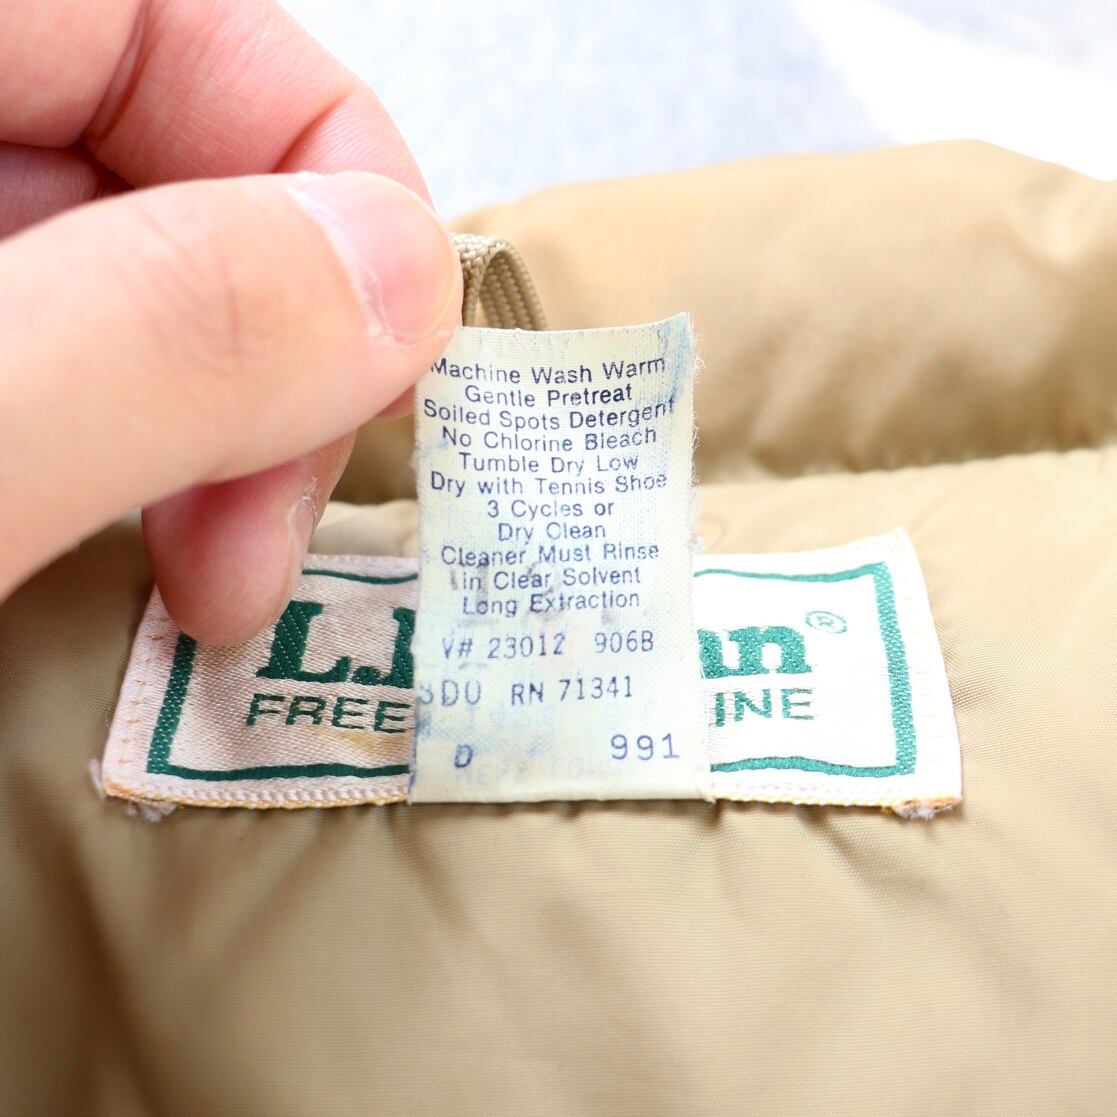 Machine Wash Warm
Gentle Pretreat
Soiled Spots Detergent
No Chlorine Bleach
Tumble Dry Low
Dry with Tennis Shoe
3 Cycles or
Dry Clean
Cleaner Must Rinse
in Clear Solvent
Long Extraction
V# 23012 906B
3D0 RN 71341
D 991
L.L an ®
FREE INE